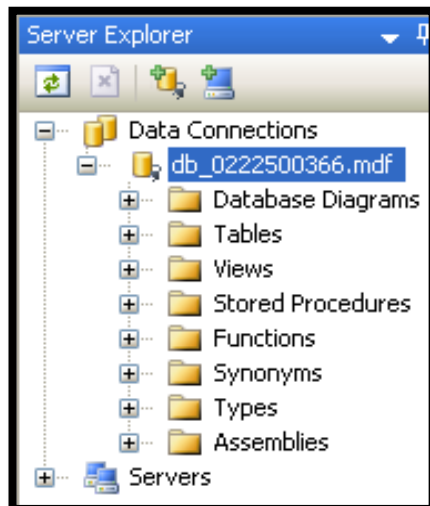 Server Explorer
Data Connections
db_0222500366.mdf
Database Diagrams
Tables
Views
Stored Procedures
Functions
Synonyms
Types
Assemblies
Servers